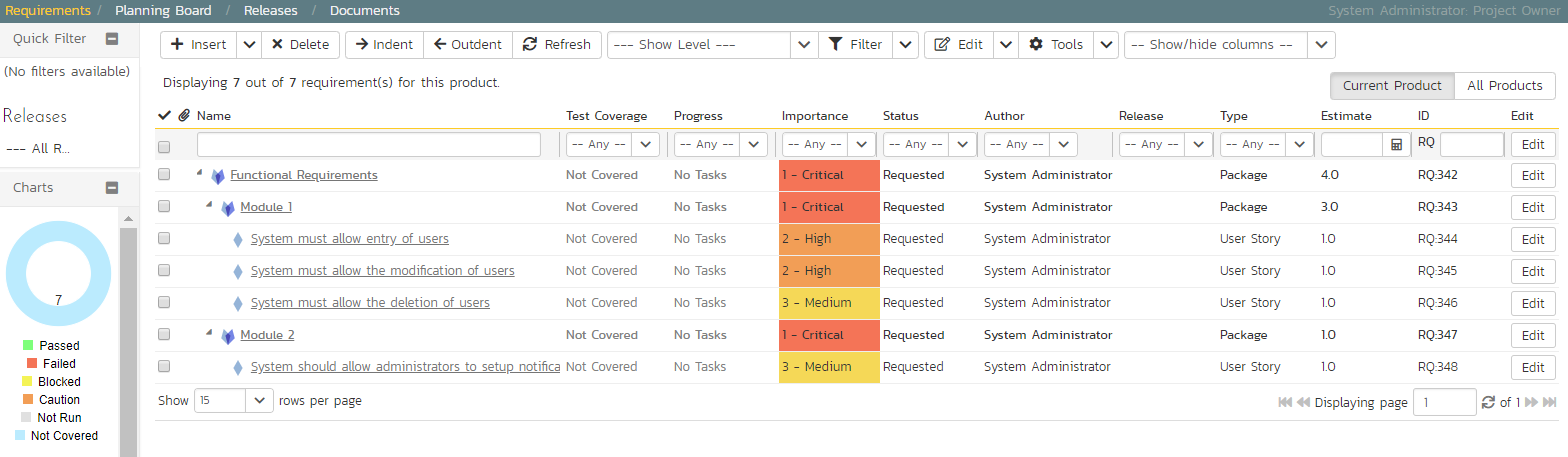 Requirements / Planning Board / Releases / Documents System Administrator: Project Owner
Quick Filter
(No filters available)
Releases
--- All R...
Charts
7
Passed
Failed
Blocked
Caution
Not Run
Not Covered
Insert Delete Indent Outdent Refresh --- Show Level --- Filter Edit Tools -- Show/hide columns --
Displaying 7 out of 7 requirement(s) for this product.
Current Product All Products
Name Test Coverage Progress Importance Status Author Release Type Estimate ID Edit
-- Any -- -- Any -- -- Any -- -- Any -- -- Any -- -- Any -- -- Any -- RQ Edit
Functional Requirements Not Covered No Tasks 1 - Critical Requested System Administrator Package 4.0 RQ:342 Edit
Module 1 Not Covered No Tasks 1 - Critical Requested System Administrator Package 3.0 RQ:343 Edit
System must allow entry of users Not Covered No Tasks 2 - High Requested System Administrator User Story 1.0 RQ:344 Edit
System must allow the modification of users Not Covered No Tasks 2 - High Requested System Administrator User Story 1.0 RQ:345 Edit
System must allow the deletion of users Not Covered No Tasks 3 - Medium Requested System Administrator User Story 1.0 RQ:346 Edit
Module 2 Not Covered No Tasks 1 - Critical Requested System Administrator Package 1.0 RQ:347 Edit
System should allow administrators to setup notifica Not Covered No Tasks 3 - Medium Requested System Administrator User Story 1.0 RQ:348 Edit
Show 15 rows per page Displaying page 1 of 1